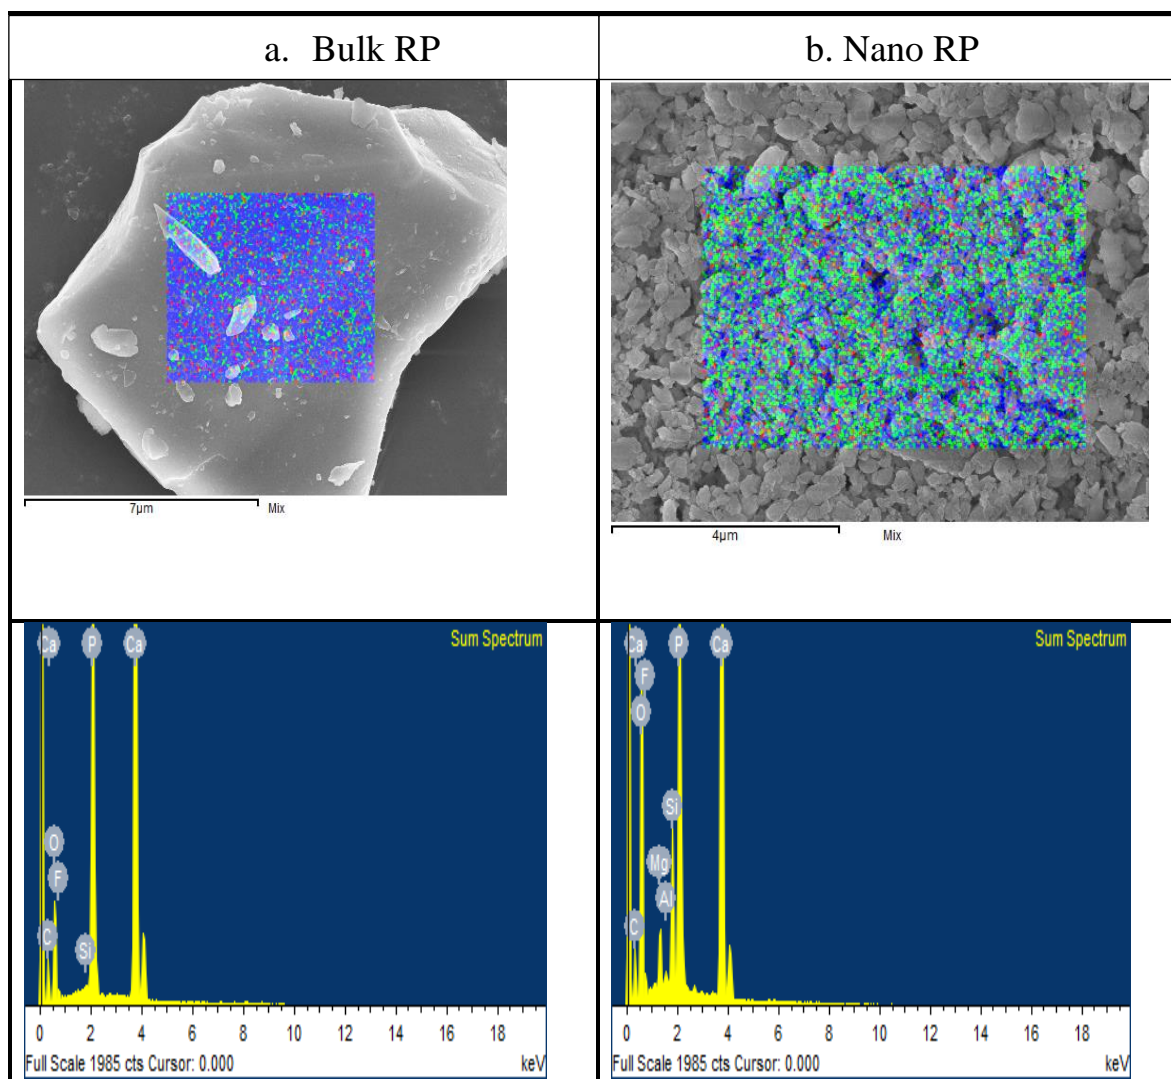 a. Bulk RP
b. Nano RP
7µm Mix
4µm Mix
Sum Spectrum
Ca P Ca
O
F
C
Si
0 2 4 6 8 10 12 14 16 18
Full Scale 1985 cts Cursor: 0.000 keV
Sum Spectrum
Ca P Ca
F
O
Si
Mg
Al
C
0 2 4 6 8 10 12 14 16 18
Full Scale 1985 cts Cursor: 0.000 keV